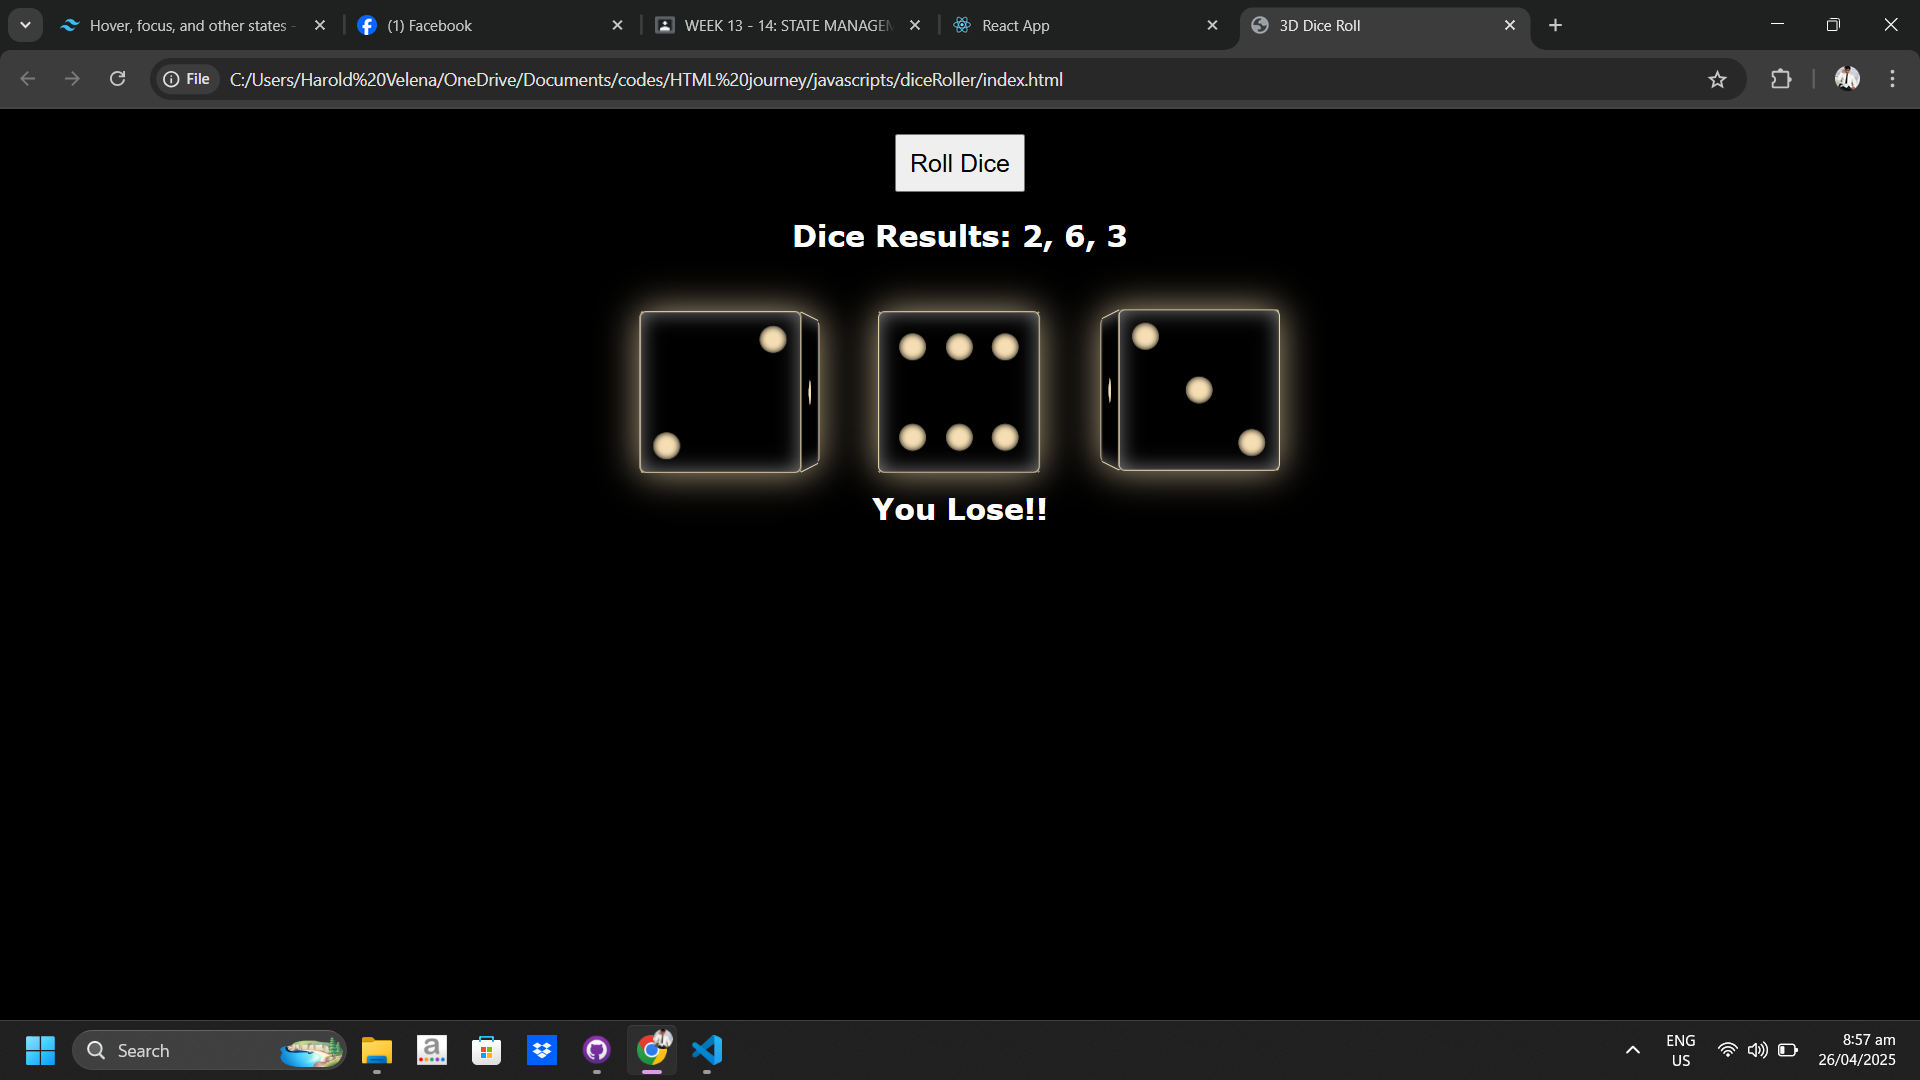 Hover, focus, and other states -
(1) Facebook
WEEK 13 - 14: STATE MANAGEM
React App
3D Dice Roll
File
C:/Users/Harold%20Velena/OneDrive/Documents/codes/HTML%20journey/javascripts/diceRoller/index.html
Roll Dice
Dice Results: 2, 6, 3
You Lose!!
Search
a
ENG
US
8:57 am
26/04/2025